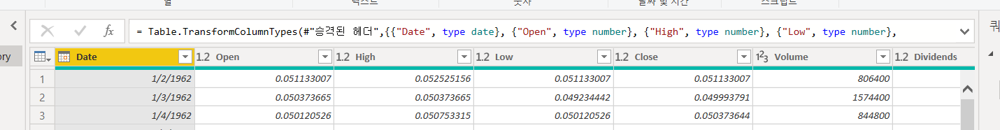 열 텍스트 숫자 날짜 및 시간 스크립트
= Table.TransformColumnTypes(#"승격된 헤더",{{"Date", type date}, {"Open", type number}, {"High", type number}, {"Low", type number},
쿼
ory
Date 1.2 Open 1.2 High 1.2 Low 1.2 Close 123 Volume 1.2 Dividends
1 1/2/1962 0.051133007 0.052525156 0.051133007 0.051133007 806400
2 1/3/1962 0.050373665 0.050373665 0.049234442 0.049993791 1574400
3 1/4/1962 0.050120526 0.050753315 0.050120526 0.050373644 844800